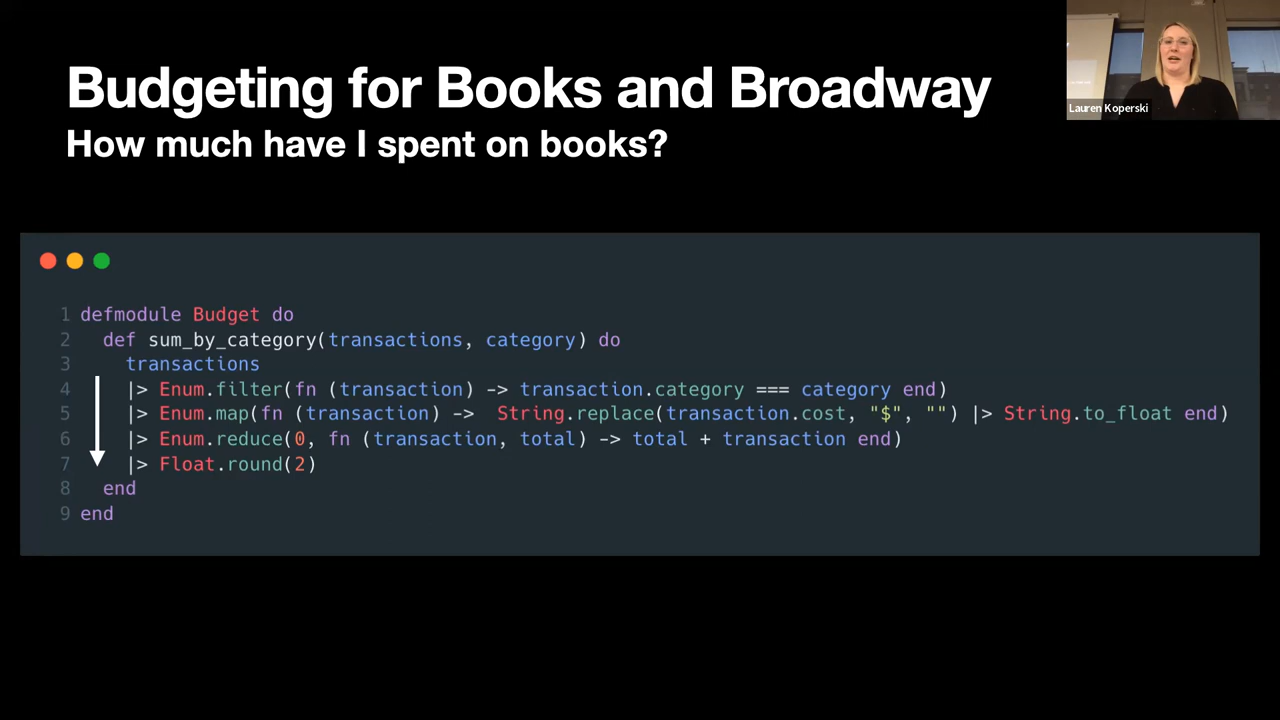 Budgeting for Books and Broadway
How much have I spent on books?
Lauren Koperski
1 defmodule Budget do
2   def sum_by_category(transactions, category) do
3     transactions
4     |> Enum.filter(fn (transaction) -> transaction.category === category end)
5     |> Enum.map(fn (transaction) ->  String.replace(transaction.cost, "$", "") |> String.to_float end)
6     |> Enum.reduce(0, fn (transaction, total) -> total + transaction end)
7     |> Float.round(2)
8   end
9 end